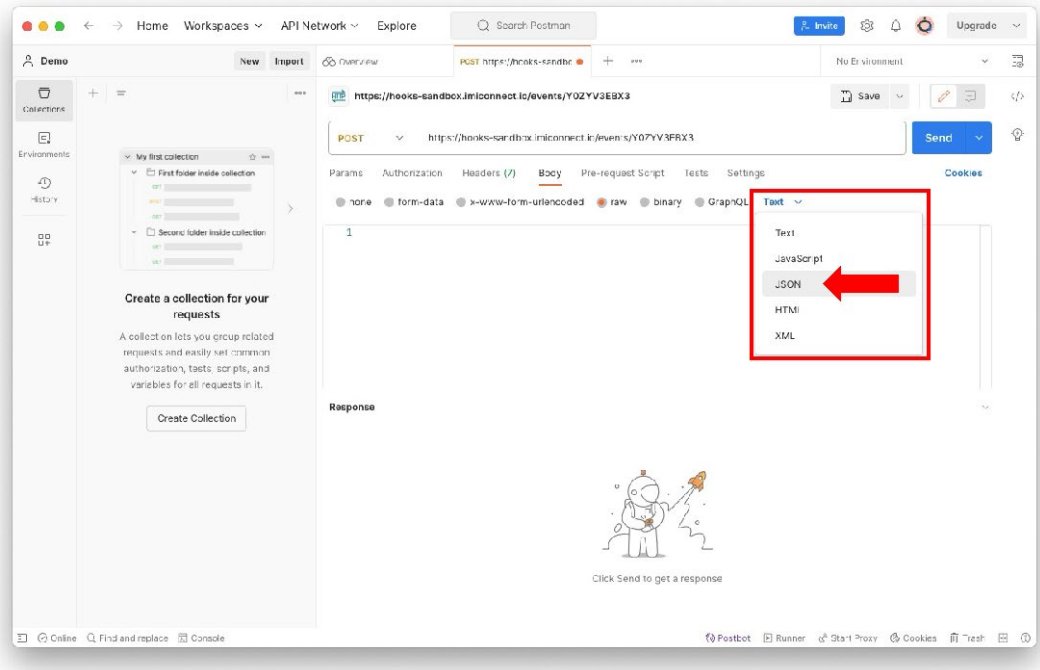 Home Workspaces API Network Explore Search Postman Invite Upgrade
Demo New Import Overview POST https://hooks-sandbc No Environment
Collections
Environments
History
My first collection
First folder inside collection
GET
POST
GET
Second folder inside collection
GET
GET
Create a collection for your
requests
A collection lets you group related
requests and easily set common
authorization, tests, scripts, and
variables for all requests in it.
Create Collection
https://hooks-sandbox.imiconnect.io/events/Y0ZYV3EBX3 Save
POST https://hooks-sandbox.imiconnect.io/events/Y0ZYV3EBX3 Send
Params Authorization Headers (7) Body Pre-request Script Tests Settings Cookies
none form-data x-www-form-urlencoded raw binary GraphQL Text
1
Text
JavaScript
JSON
HTML
XML
Response
Click Send to get a response
Online Find and replace Console Postbot Runner Start Proxy Cookies Trash